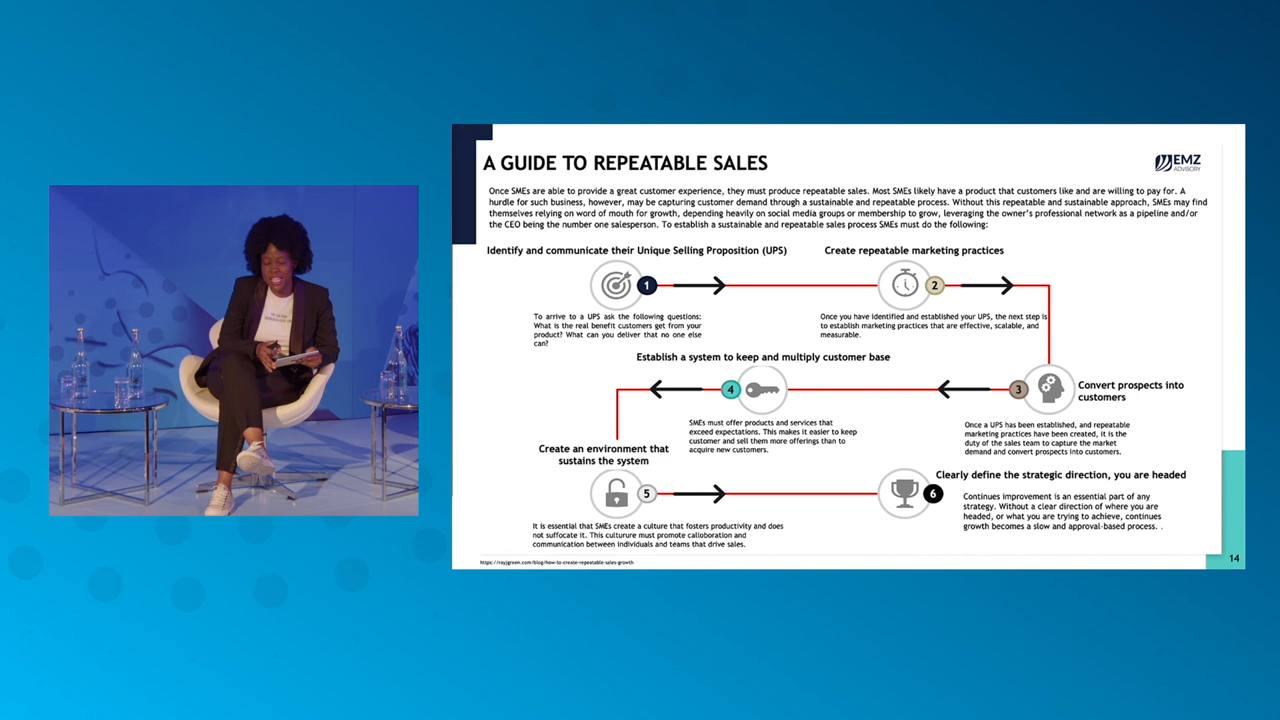 A GUIDE TO REPEATABLE SALES
EMZ
ADVISORY
Once SMEs are able to provide a great customer experience, they must produce repeatable sales. Most SMEs likely have a product that customers like and are willing to pay for. A
hurdle for such business, however, may be capturing customer demand through a sustainable and repeatable process. Without this repeatable and sustainable approach, SMEs may find
themselves relying on word of mouth for growth, depending heavily on social media groups or membership to grow, leveraging the owner's professional network as a pipeline and/or
the CEO being the number one salesperson. To establish a sustainable and repeatable sales process SMEs must do the following:
Identify and communicate their Unique Selling Proposition (UPS)
1
To arrive to a UPS ask the following questions:
What is the real benefit customers get from your
product? What can you deliver that no one else
can?
Create repeatable marketing practices
2
Once you have identified and established your UPS, the next step is
to establish marketing practices that are effective, scalable, and
measurable.
Convert prospects into
customers
3
Once a UPS has been established, and repeatable
marketing practices have been created, it is the
duty of the sales team to capture the market
demand and convert prospects into customers.
Establish a system to keep and multiply customer base
4
SMEs must offer products and services that
exceed expectations. This makes it easier to keep
customer and sell them more offerings than to
acquire new customers.
Create an environment that
sustains the system
5
It is essential that SMEs create a culture that fosters productivity and does
not suffocate it. This cuturure must promote calloboration and
communication between individuals and teams that drive sales.
Clearly define the strategic direction, you are headed
6
Continues improvement is an essential part of any
strategy. Without a clear direction of where you are
headed, or what you are trying to achieve, continues
growth becomes a slow and approval-based process. .
https://rayjgreen.com/blog/how-to-create-repeatable-sales-growth
14